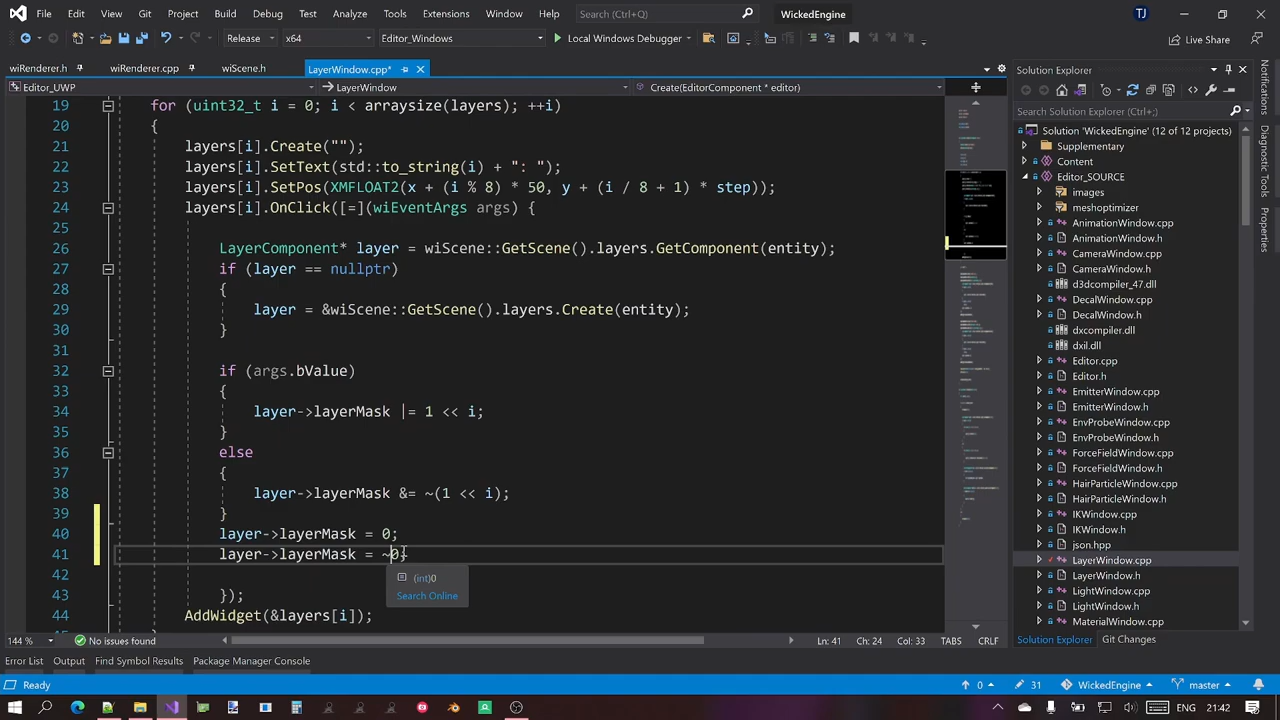 File Edit View Git Project Build Debug Test Analyze Tools Extensions Window Help Search (Ctrl+Q) WickedEngine TJ
Release x64 Editor_Windows Local Windows Debugger Live Share
wiRenderer.h wiRenderer.cpp wiScene.h LayerWindow.cpp*
Editor_UWP LayerWindow Create(EditorComponent * editor)
19 for (uint32_t i = 0; i < arraysize(layers); ++i)
20 {
21 layers[i].Create("");
22 layers[i].SetText(std::to_string(i) + ": ");
23 layers[i].SetPos(XMFLOAT2(x + (i % 8) * 50, y + (i / 8 + 1) * step));
24 layers[i].OnClick([=](wiEventArgs args) {
25
26 LayerComponent* layer = wiScene::GetScene().layers.GetComponent(entity);
27 if (layer == nullptr)
28 {
29 layer = &wiScene::GetScene().layers.Create(entity);
30 }
31
32 if (args.bValue)
33 {
34 layer->layerMask |= 1 << i;
35 }
36 else
37 {
38 layer->layerMask &= ~(1 << i);
39 }
40 layer->layerMask = 0;
41 layer->layerMask = ~0;
42
43 });
44 AddWidget(&layers[i]);
(int)0
Search Online
144 % No issues found Ln: 41 Ch: 24 Col: 33 TABS CRLF
Error List Output Find Symbol Results Package Manager Console
Ready 0 31 WickedEngine master
Solution Explorer
Search Solution Explorer (Ctrl+;)
Solution 'WickedEngine' (12 of 12 project
Supplementary
Content
Editor_SOURCE
images
meshoptimizer
AnimationWindow.cpp
AnimationWindow.h
CameraWindow.cpp
CameraWindow.h
d3dcompiler_47.dll
DecalWindow.cpp
DecalWindow.h
dxcompiler.dll
dxil.dll
Editor.cpp
Editor.h
EmitterWindow.cpp
EmitterWindow.h
EnvProbeWindow.cpp
EnvProbeWindow.h
ForceFieldWindow.cpp
ForceFieldWindow.h
HairParticleWindow.cpp
HairParticleWindow.h
IKWindow.cpp
IKWindow.h
json.hpp
LayerWindow.cpp
LayerWindow.h
LightWindow.cpp
LightWindow.h
MaterialWindow.cpp
Solution Explorer Git Changes
Notifications
Properties
ENG 21:42